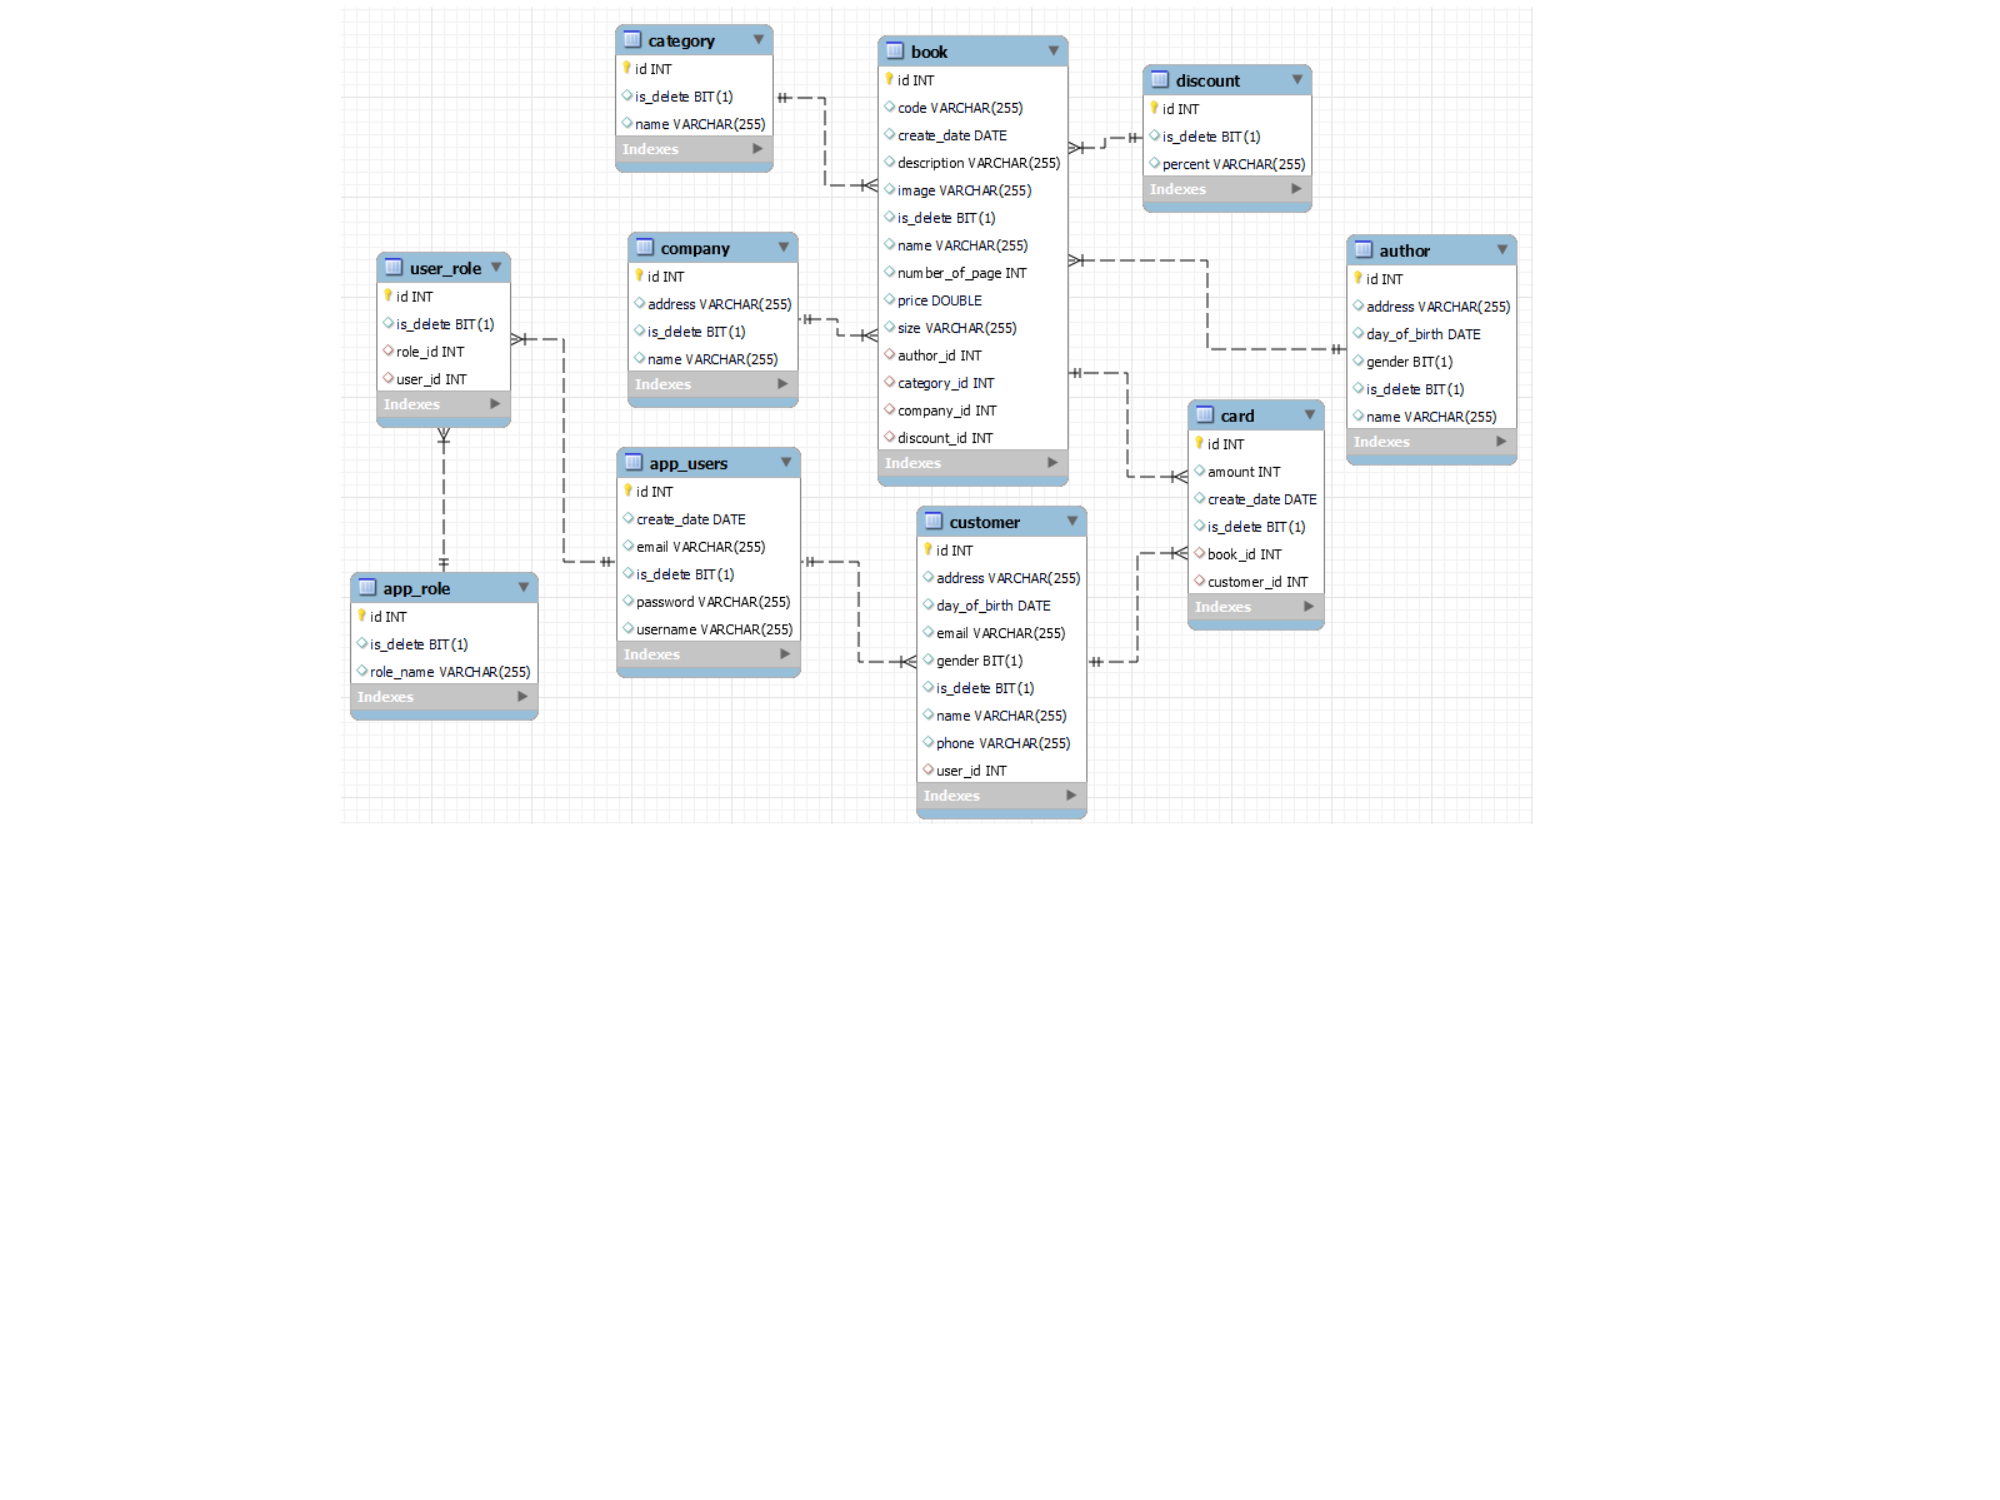 category
id INT
is_delete BIT(1)
name VARCHAR(255)
Indexes
book
id INT
code VARCHAR(255)
create_date DATE
description VARCHAR(255)
image VARCHAR(255)
is_delete BIT(1)
name VARCHAR(255)
number_of_page INT
price DOUBLE
size VARCHAR(255)
author_id INT
category_id INT
company_id INT
discount_id INT
Indexes
discount
id INT
is_delete BIT(1)
percent VARCHAR(255)
Indexes
user_role
id INT
is_delete BIT(1)
role_id INT
user_id INT
Indexes
company
id INT
address VARCHAR(255)
is_delete BIT(1)
name VARCHAR(255)
Indexes
author
id INT
address VARCHAR(255)
day_of_birth DATE
gender BIT(1)
is_delete BIT(1)
name VARCHAR(255)
Indexes
card
id INT
amount INT
create_date DATE
is_delete BIT(1)
book_id INT
customer_id INT
Indexes
app_users
id INT
create_date DATE
email VARCHAR(255)
is_delete BIT(1)
password VARCHAR(255)
username VARCHAR(255)
Indexes
customer
id INT
address VARCHAR(255)
day_of_birth DATE
email VARCHAR(255)
gender BIT(1)
is_delete BIT(1)
name VARCHAR(255)
phone VARCHAR(255)
user_id INT
Indexes
app_role
id INT
is_delete BIT(1)
role_name VARCHAR(255)
Indexes